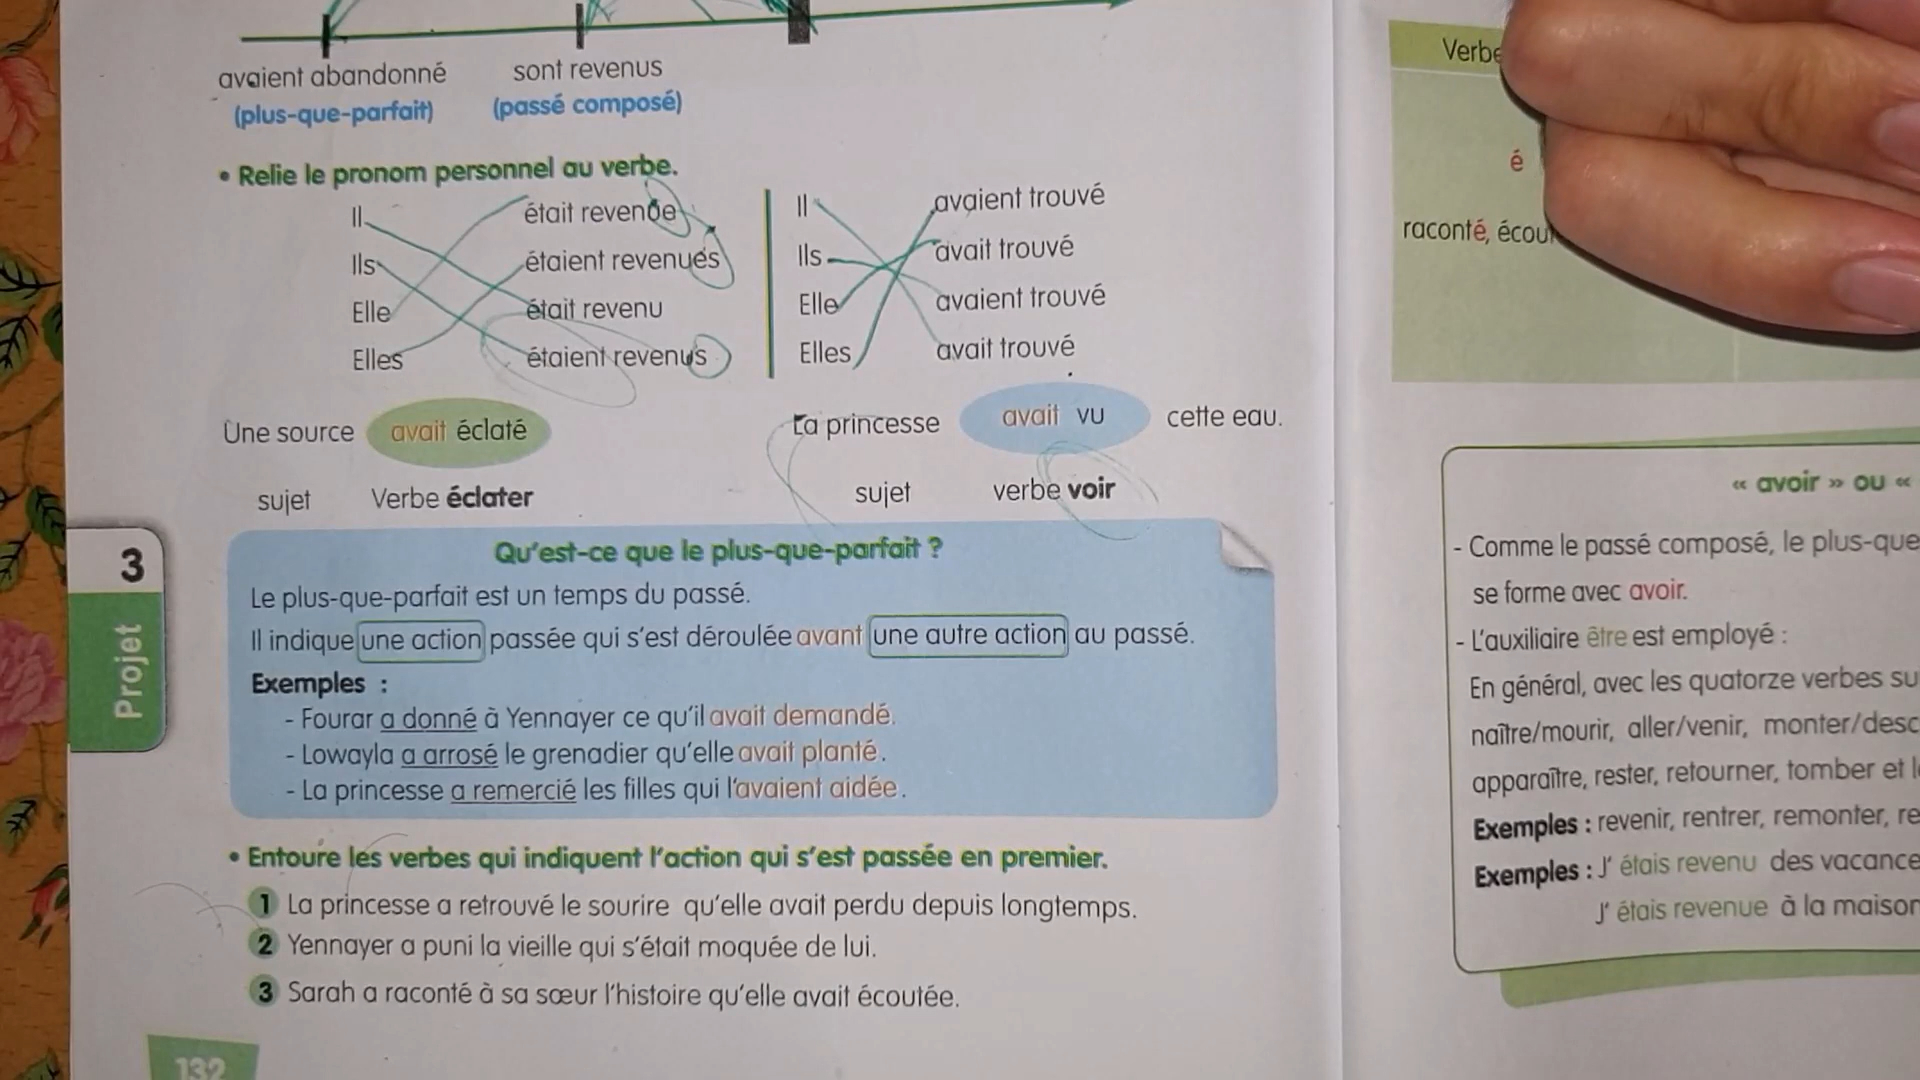 avaient abandonné sont revenus
(plus-que-parfait) (passé composé)
• Relie le pronom personnel au verbe.
Il était revenue
Ils étaient revenues
Elle était revenu
Elles étaient revenus
Il avaient trouvé
Ils avait trouvé
Elle avaient trouvé
Elles avait trouvé
Une source avait éclaté
sujet Verbe éclater
La princesse avait vu cette eau.
sujet verbe voir
Qu'est-ce que le plus-que-parfait ?
Le plus-que-parfait est un temps du passé.
Il indique une action passée qui s'est déroulée avant une autre action au passé.
Exemples :
- Fourar a donné à Yennayer ce qu'il avait demandé.
- Lowayla a arrosé le grenadier qu'elle avait planté.
- La princesse a remercié les filles qui l'avaient aidée.
• Entoure les verbes qui indiquent l'action qui s'est passée en premier.
1 La princesse a retrouvé le sourire qu'elle avait perdu depuis longtemps.
2 Yennayer a puni la vieille qui s'était moquée de lui.
3 Sarah a raconté à sa sœur l'histoire qu'elle avait écoutée.
3
Projet
132
Verbe
é
raconté, écou
« avoir » ou «
- Comme le passé composé, le plus-que
se forme avec avoir.
- L'auxiliaire être est employé :
En général, avec les quatorze verbes su
naître/mourir, aller/venir, monter/desc
apparaître, rester, retourner, tomber et l
Exemples : revenir, rentrer, remonter, re
Exemples : J' étais revenu des vacance
J' étais revenue à la maison